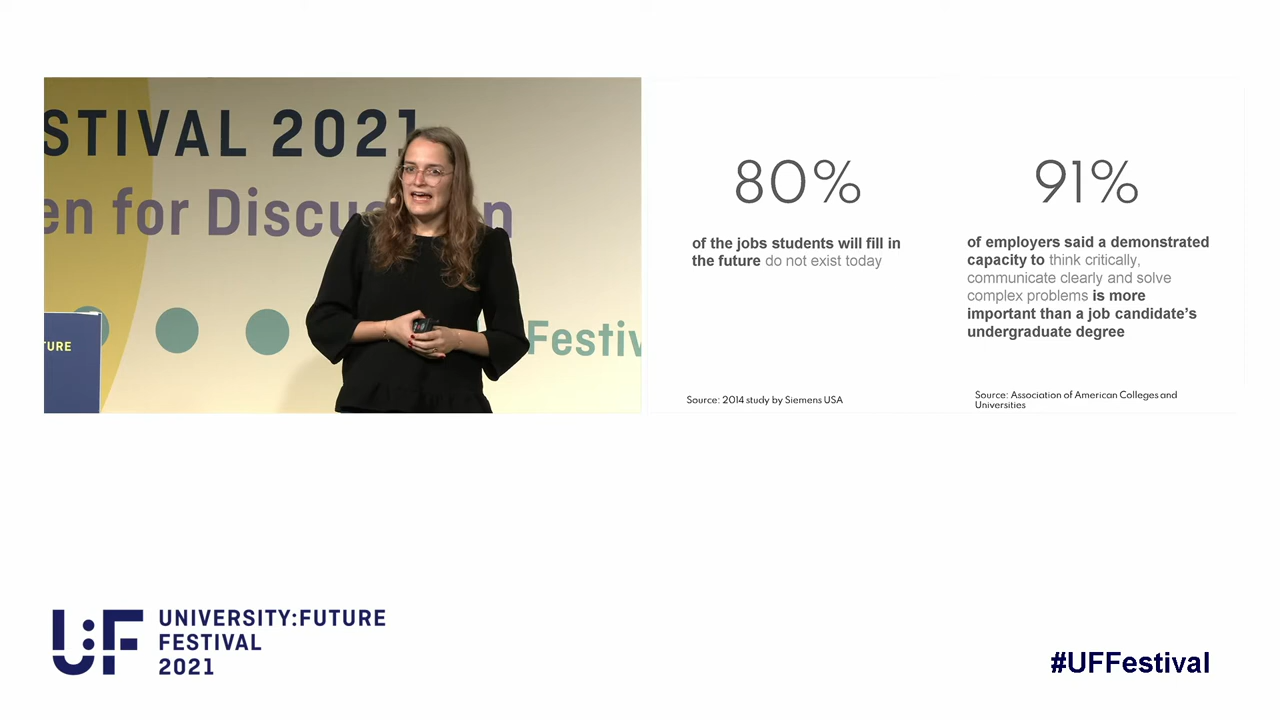 STIVAL 2021
en for Discu n
Festiv
TURE
80%
of the jobs students will fill in
the future do not exist today
Source: 2014 study by Siemens USA
91%
of employers said a demonstrated
capacity to think critically,
communicate clearly and solve
complex problems is more
important than a job candidate's
undergraduate degree
Source: Association of American Colleges and
Universities
U:F
UNIVERSITY:FUTURE
FESTIVAL
2021
#UFFestival